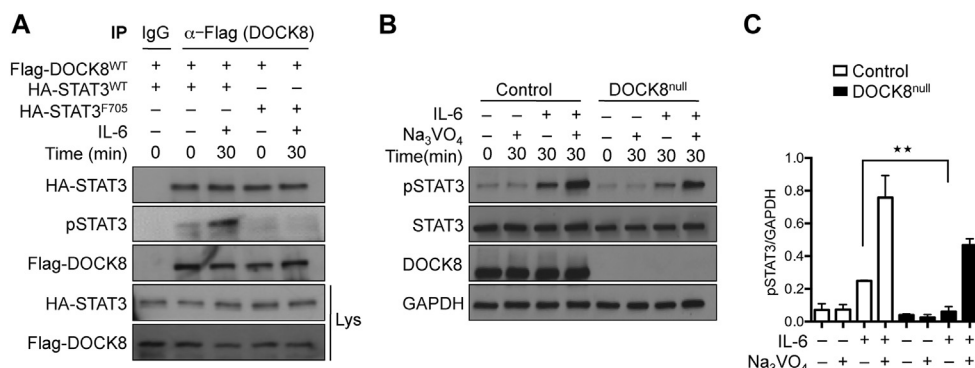 A
IP IgG α−Flag (DOCK8)
Flag-DOCK8WT + + + + +
HA-STAT3WT + + + − −
HA-STAT3F705 − − − + +
IL-6 − − + − +
Time (min) 0 0 30 0 30
HA-STAT3
pSTAT3
Flag-DOCK8
HA-STAT3
Flag-DOCK8
Lys
B
Control DOCK8null
IL-6 − − + + − − + +
Na3VO4 − + − + − + − +
Time(min) 0 30 30 30 0 30 30 30
pSTAT3
STAT3
DOCK8
GAPDH
C
Control
DOCK8null
★★
pSTAT3/GAPDH
1.0
0.8
0.6
0.4
0.2
0.0
IL-6 − − + + − − + +
Na3VO4 − + − + − + − +